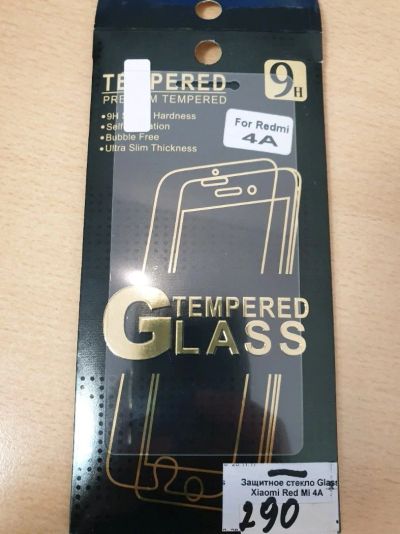 TEMPERED
PREMIUM TEMPERED
9H
•9H Hardness
•Self
•Bubble Free
•Ultra Slim Thickness
For Redmi
4A
TEMPERED
GLASS
Защитное стекло Glass
Xiaomi Red Mi 4A
290